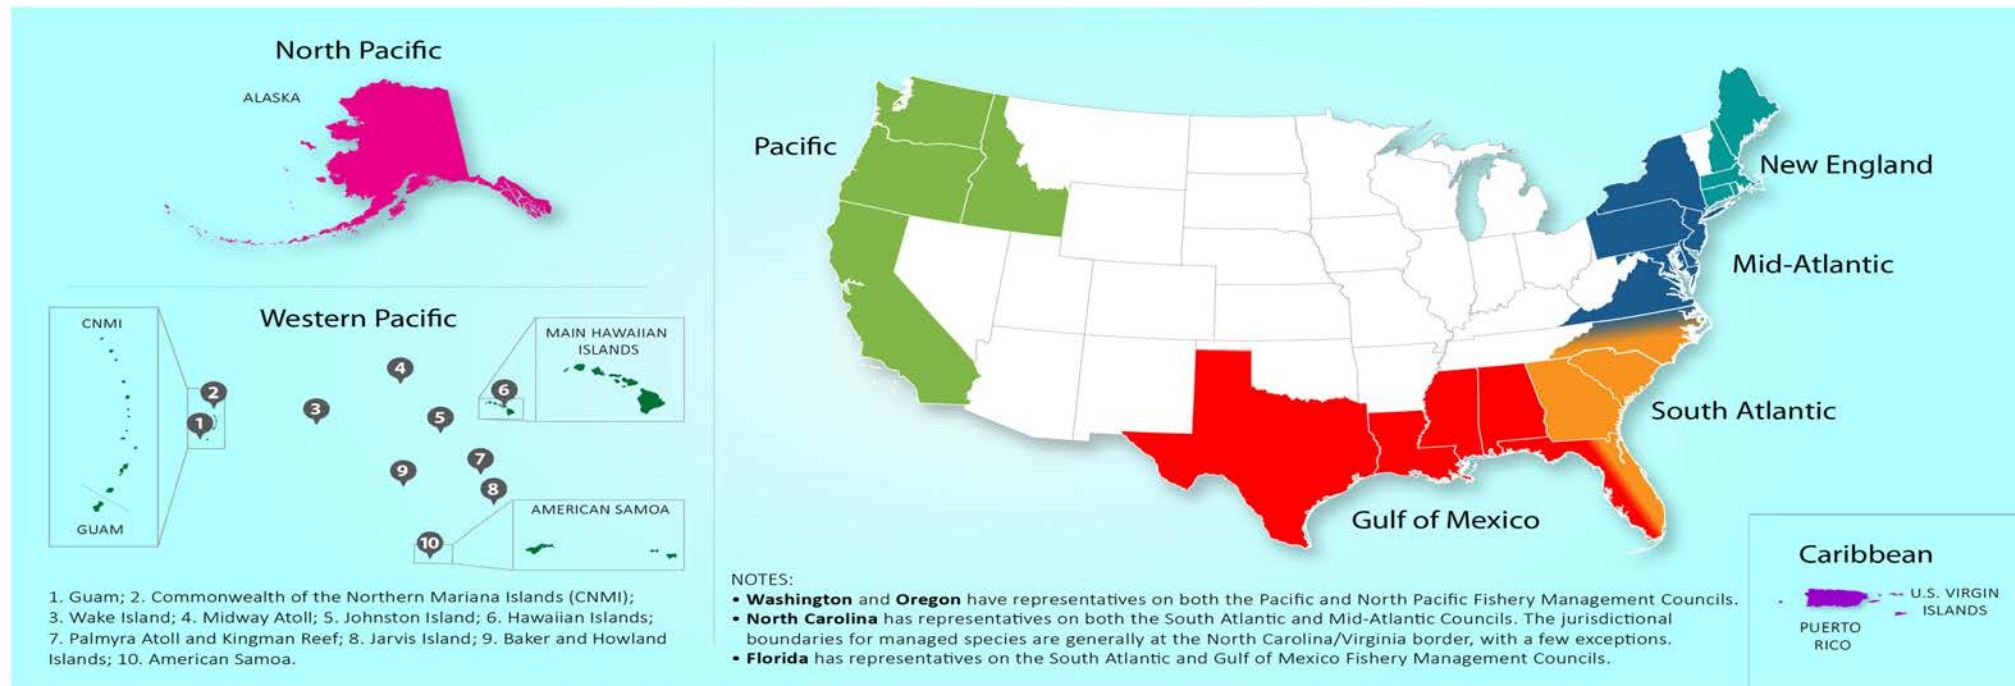 North Pacific
ALASKA
Western Pacific
CNMI
GUAM
MAIN HAWAIIAN
ISLANDS
AMERICAN SAMOA
1
2
3
4
5
6
7
8
9
10
1. Guam; 2. Commonwealth of the Northern Mariana Islands (CNMI);
3. Wake Island; 4. Midway Atoll; 5. Johnston Island; 6. Hawaiian Islands;
7. Palmyra Atoll and Kingman Reef; 8. Jarvis Island; 9. Baker and Howland
Islands; 10. American Samoa.
Pacific
New England
Mid-Atlantic
South Atlantic
Gulf of Mexico
Caribbean
U.S. VIRGIN
ISLANDS
PUERTO
RICO
NOTES:
• Washington and Oregon have representatives on both the Pacific and North Pacific Fishery Management Councils.
• North Carolina has representatives on both the South Atlantic and Mid-Atlantic Councils. The jurisdictional
boundaries for managed species are generally at the North Carolina/Virginia border, with a few exceptions.
• Florida has representatives on the South Atlantic and Gulf of Mexico Fishery Management Councils.